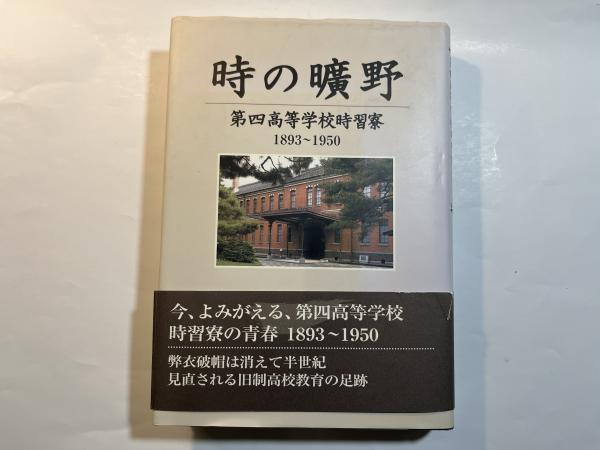 時の曠野
第四高等学校時習寮
1893~1950
今、よみがえる、第四高等学校
時習寮の青春 1893~1950
弊衣破帽は消えて半世紀
見直される旧制高校教育の足跡